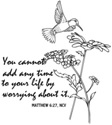 You cannot
add any time
to your life by
worrying about it.
MATTHEW 6:27, NCV